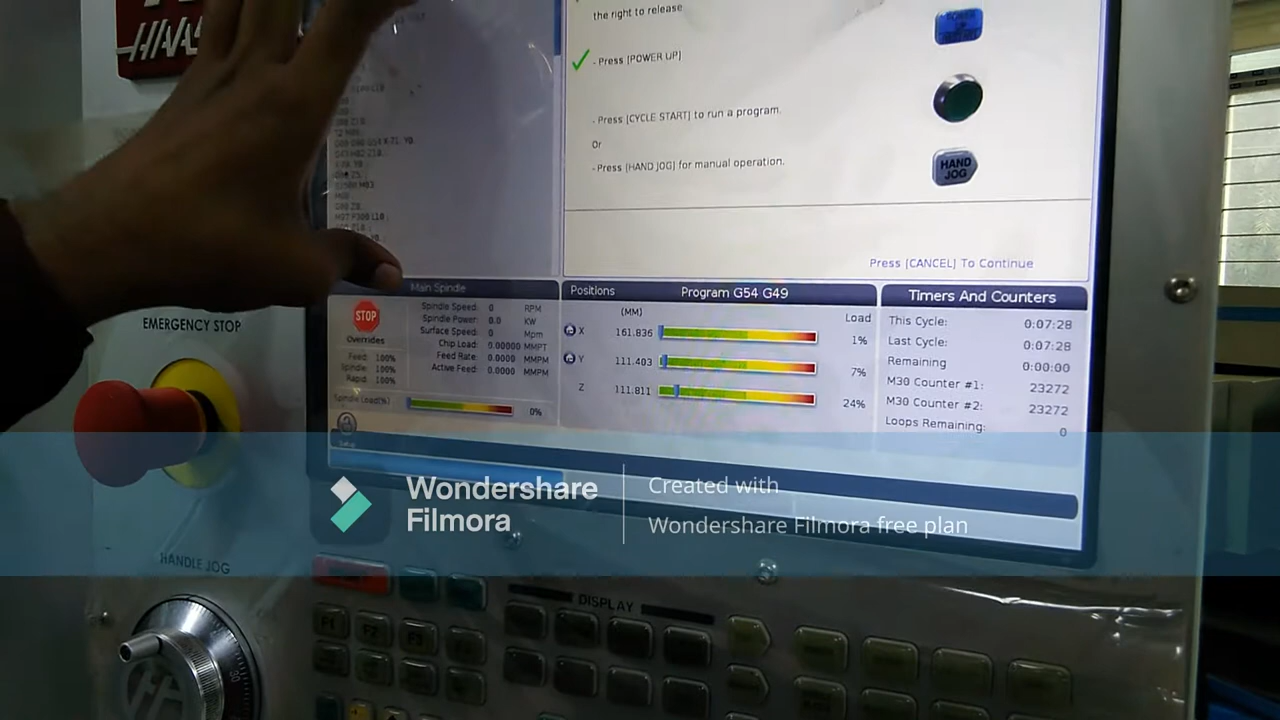 HAAS
the right to release
- Press [POWER UP]
- Press [CYCLE START] to run a program.
Or
- Press [HAND JOG] for manual operation.
HAND
JOG
Press [CANCEL] To Continue
Main Spindle
STOP
Overrides
Feed: 100%
Spindle: 100%
Rapid: 100%
Spindle Load(%)
0%
Spindle Speed: 0 RPM
Spindle Power: 0.0 KW
Surface Speed: 0 Mpm
Chip Load: 0.00000 MMPT
Feed Rate: 0.0000 MMPM
Active Feed: 0.0000 MMPM
Setup
Positions Program G54 G49
(MM) Load
X 161.836 1%
Y 111.403 7%
Z 111.811 24%
Timers And Counters
This Cycle: 0:07:28
Last Cycle: 0:07:28
Remaining 0:00:00
M30 Counter #1: 23272
M30 Counter #2: 23272
Loops Remaining: 0
EMERGENCY STOP
Wondershare
Filmora
Created with
Wondershare Filmora free plan
HANDLE JOG
DISPLAY
F1 F2 F3